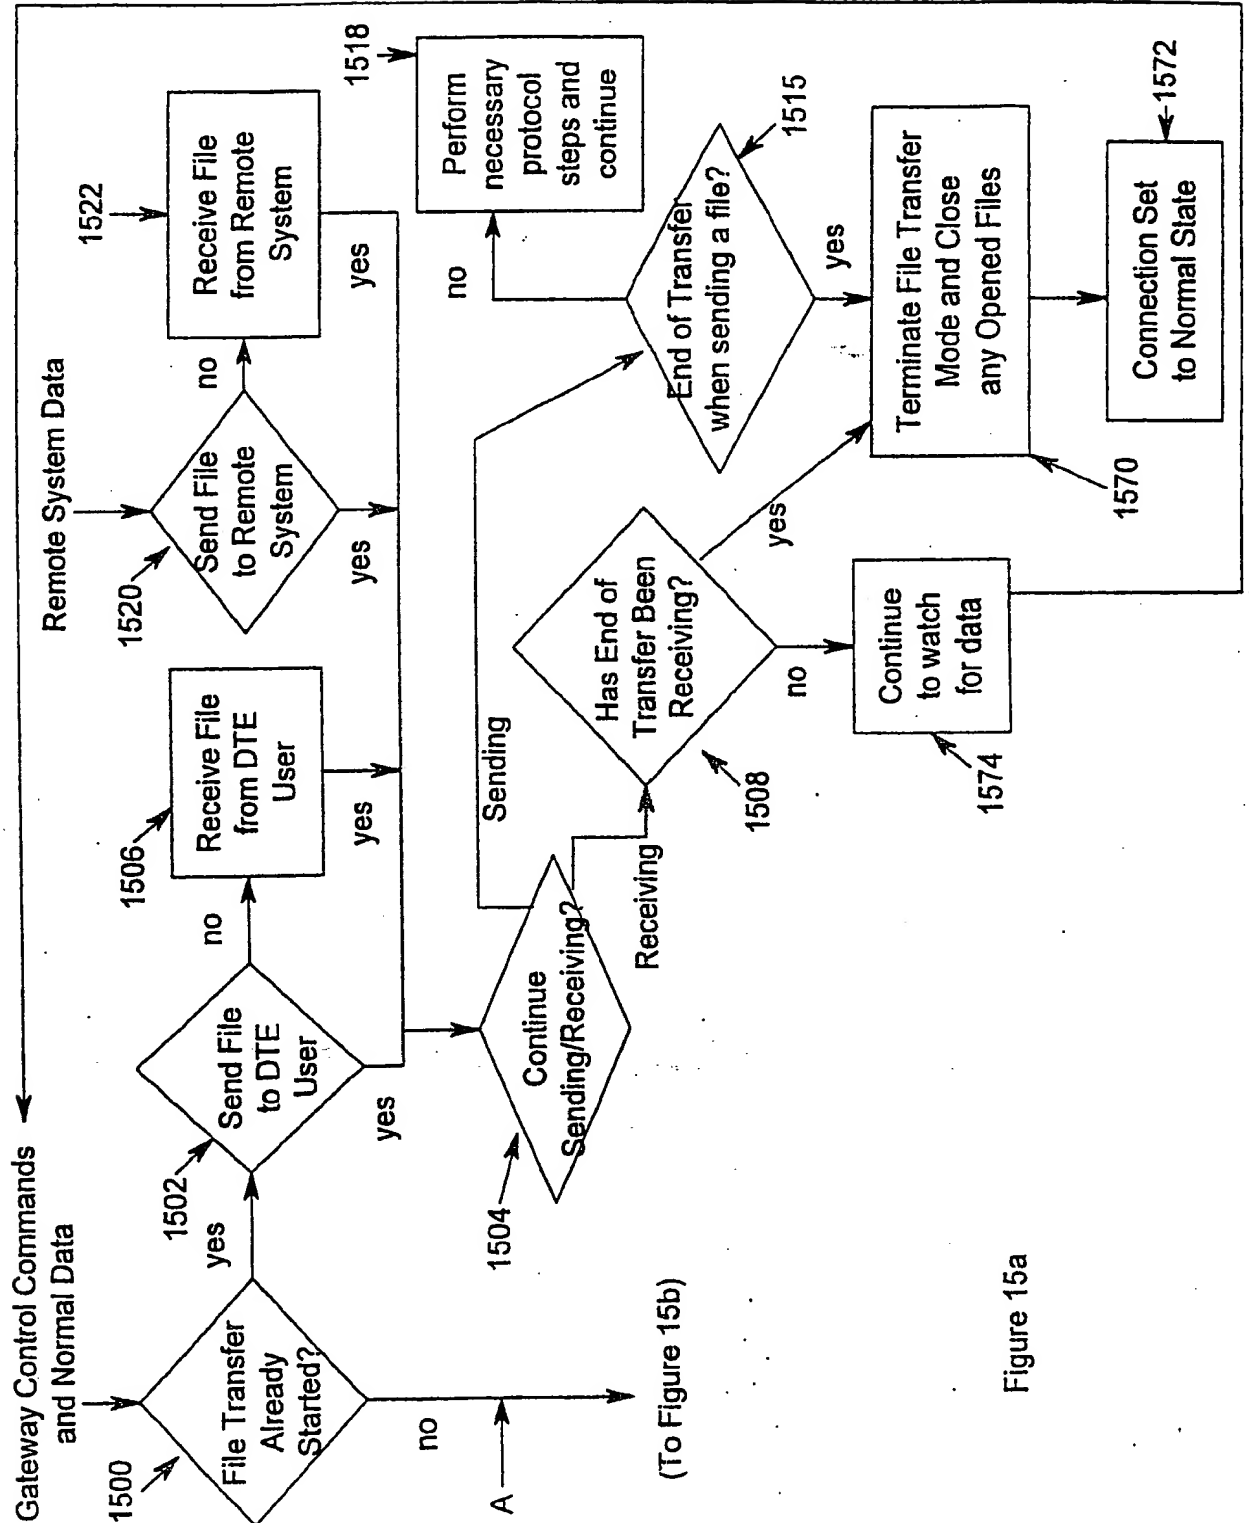 Gateway Control Commands
and Normal Data
1500
File Transfer
Already
Started?
yes
no
A
(To Figure 15b)
1502
Send File
to DTE
User
no
yes
1506
Receive File
from DTE
User
yes
Remote System Data
1520
Send File
to Remote
System
no
yes
1522
Receive File
from Remote
System
yes
1504
Continue
Sending/Receiving?
Sending
Receiving
1508
Has End of
Transfer Been
Receiving?
yes
no
1574
Continue
to watch
for data
End of Transfer
when sending a file?
1515
no
yes
1518
Perform
necessary
protocol
steps and
continue
Terminate File Transfer
Mode and Close
any Opened Files
1570
Connection Set
to Normal State
1572
Figure 15a